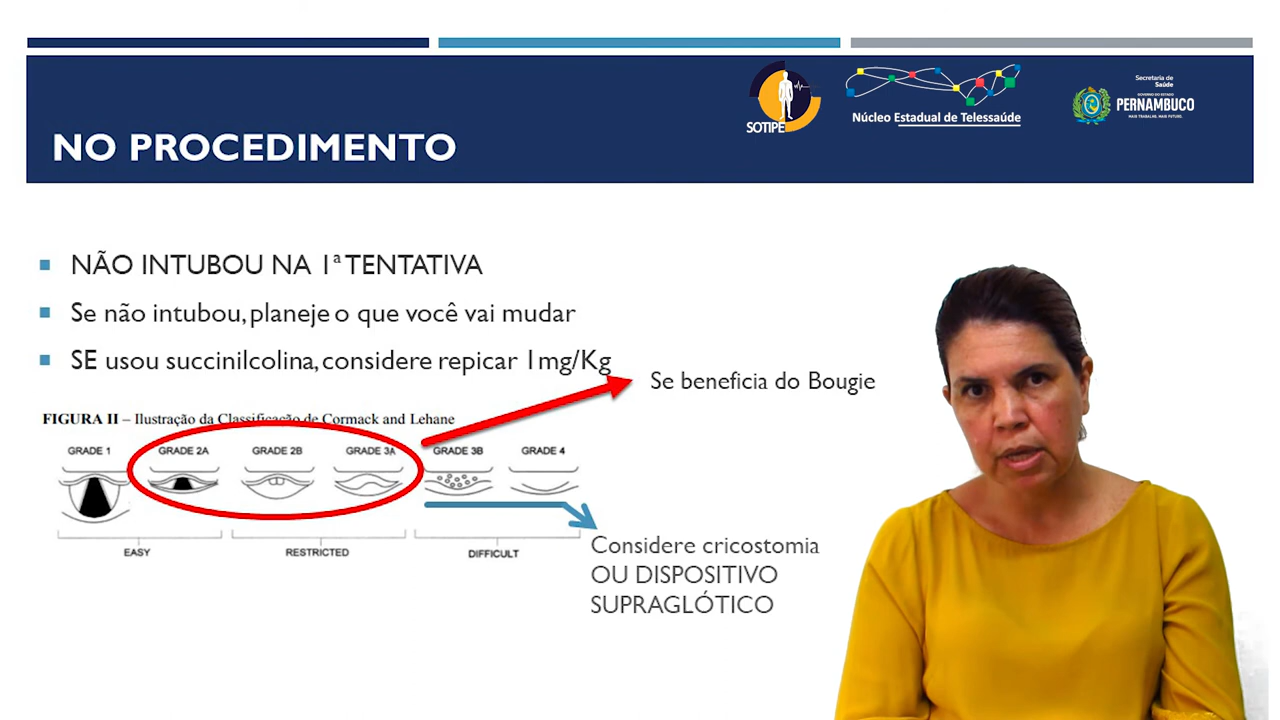 SOTIPE
Núcleo Estadual de Telessaúde
Secretaria de
Saúde
GOVERNO DO ESTADO
PERNAMBUCO
MAIS TRABALHO, MAIS FUTURO.
NO PROCEDIMENTO
NÃO INTUBOU NA 1ª TENTATIVA
Se não intubou, planeje o que você vai mudar
SE usou succinilcolina, considere repicar 1mg/Kg
Se beneficia do Bougie
FIGURA II – Ilustração da Classificação de Cormack and Lehane
GRADE 1 GRADE 2A GRADE 2B GRADE 3A GRADE 3B GRADE 4
EASY RESTRICTED DIFFICULT
Considere cricostomia
OU DISPOSITIVO
SUPRAGLÓTICO